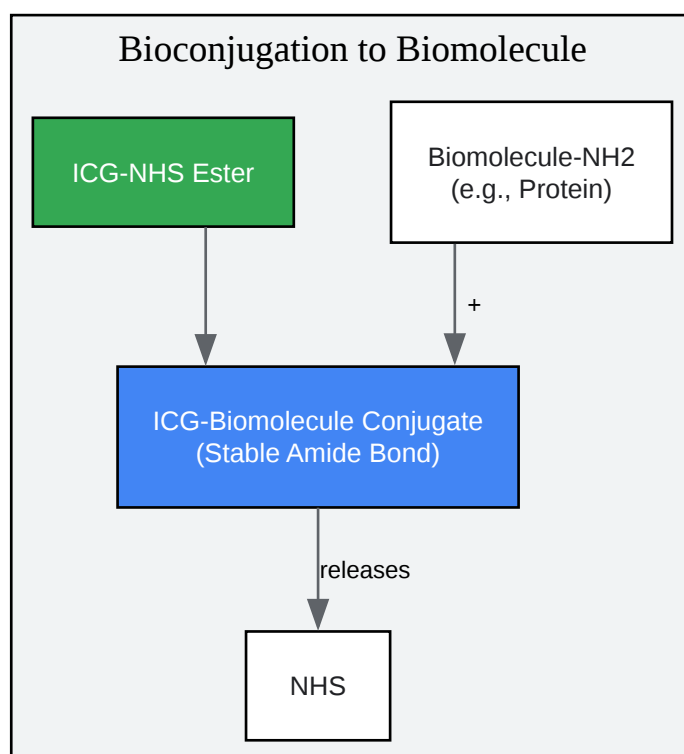 Bioconjugation to Biomolecule
ICG-NHS Ester
Biomolecule-NH2
(e.g., Protein)
+
ICG-Biomolecule Conjugate
(Stable Amide Bond)
releases
NHS